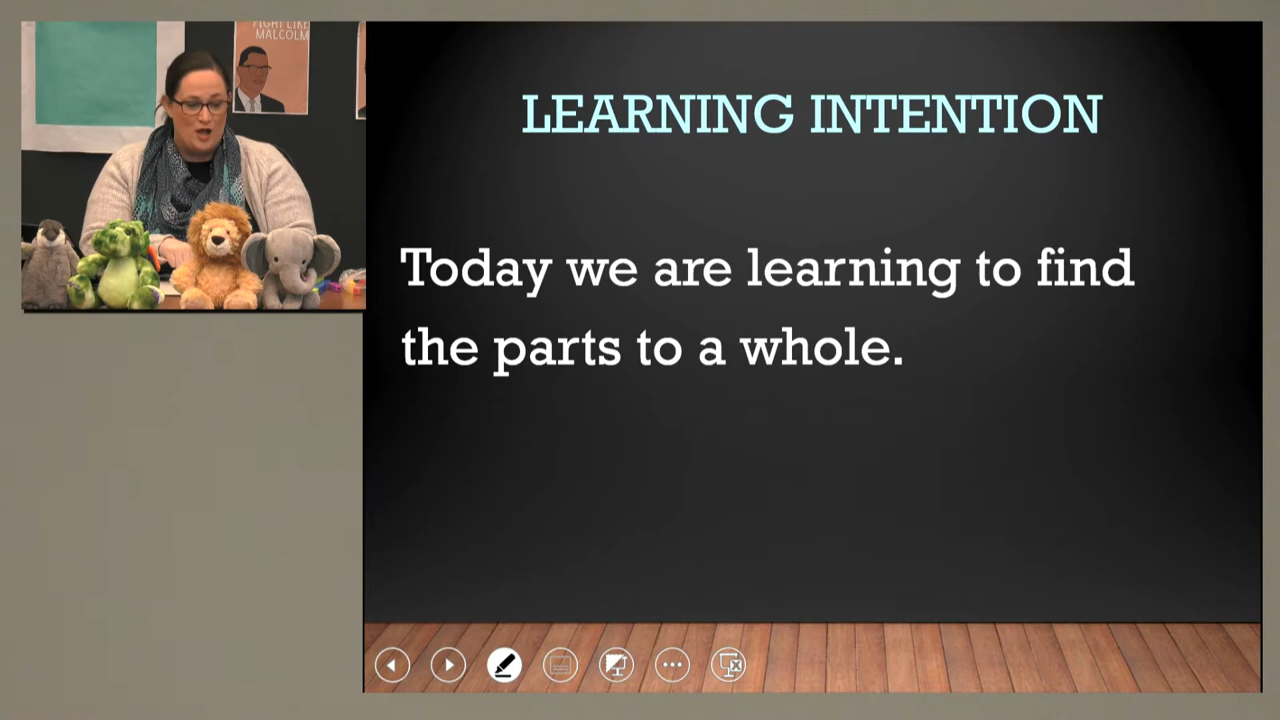 FIGHT LIKE
MALCOLM
LEARNING INTENTION
Today we are learning to find
the parts to a whole.